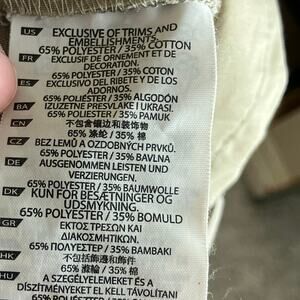 US EXCLUSIVE OF TRIMS AND
EMBELLISHMENTS.
65% POLYESTER / 35% COTTON
FR EXCLUSIF DE ORNEMENT ET DE
DECORATION.
65% POLYESTER / 35% COTON
ES EXCLUSIVO DEL RIBETE Y DE LOS
ADORNOS.
65% POLIÉSTER / 35% ALGODÓN
BA IZUZETNE PRESVLAKE I UKRASI.
65% POLIESTER / 35% PAMUK
CN 不包含镶边和装饰物
65% 涤纶 / 35% 棉
CZ BEZ LEMŮ A OZDOBNÝCH PRVKŮ.
65% POLYESTER / 35% BAVLNA
DE AUSGENOMMEN LEISTEN UND
VERZIERUNGEN.
65% POLYESTER / 35% BAUMWOLLE
DK KUN FOR BESÆTNINGER OG
UDSMYKNING.
65% POLYESTER / 35% BOMULD
GR ΕΚΤΟΣ ΤΡΕΣΩΝ ΚΑΙ
ΔΙΑΚΟΣΜΗΤΙΚΩΝ.
65% ΠΟΛΥΕΣΤΕΡ / 35% ΒΑΜΒΑΚΙ
HK 不包括飾邊和裝飾
65% 滌綸 / 35% 棉
HU A SZEGÉLYELEMEKET ÉS A
DÍSZÍTMÉNYEKET KELL TÁVOLÍTANI
65%